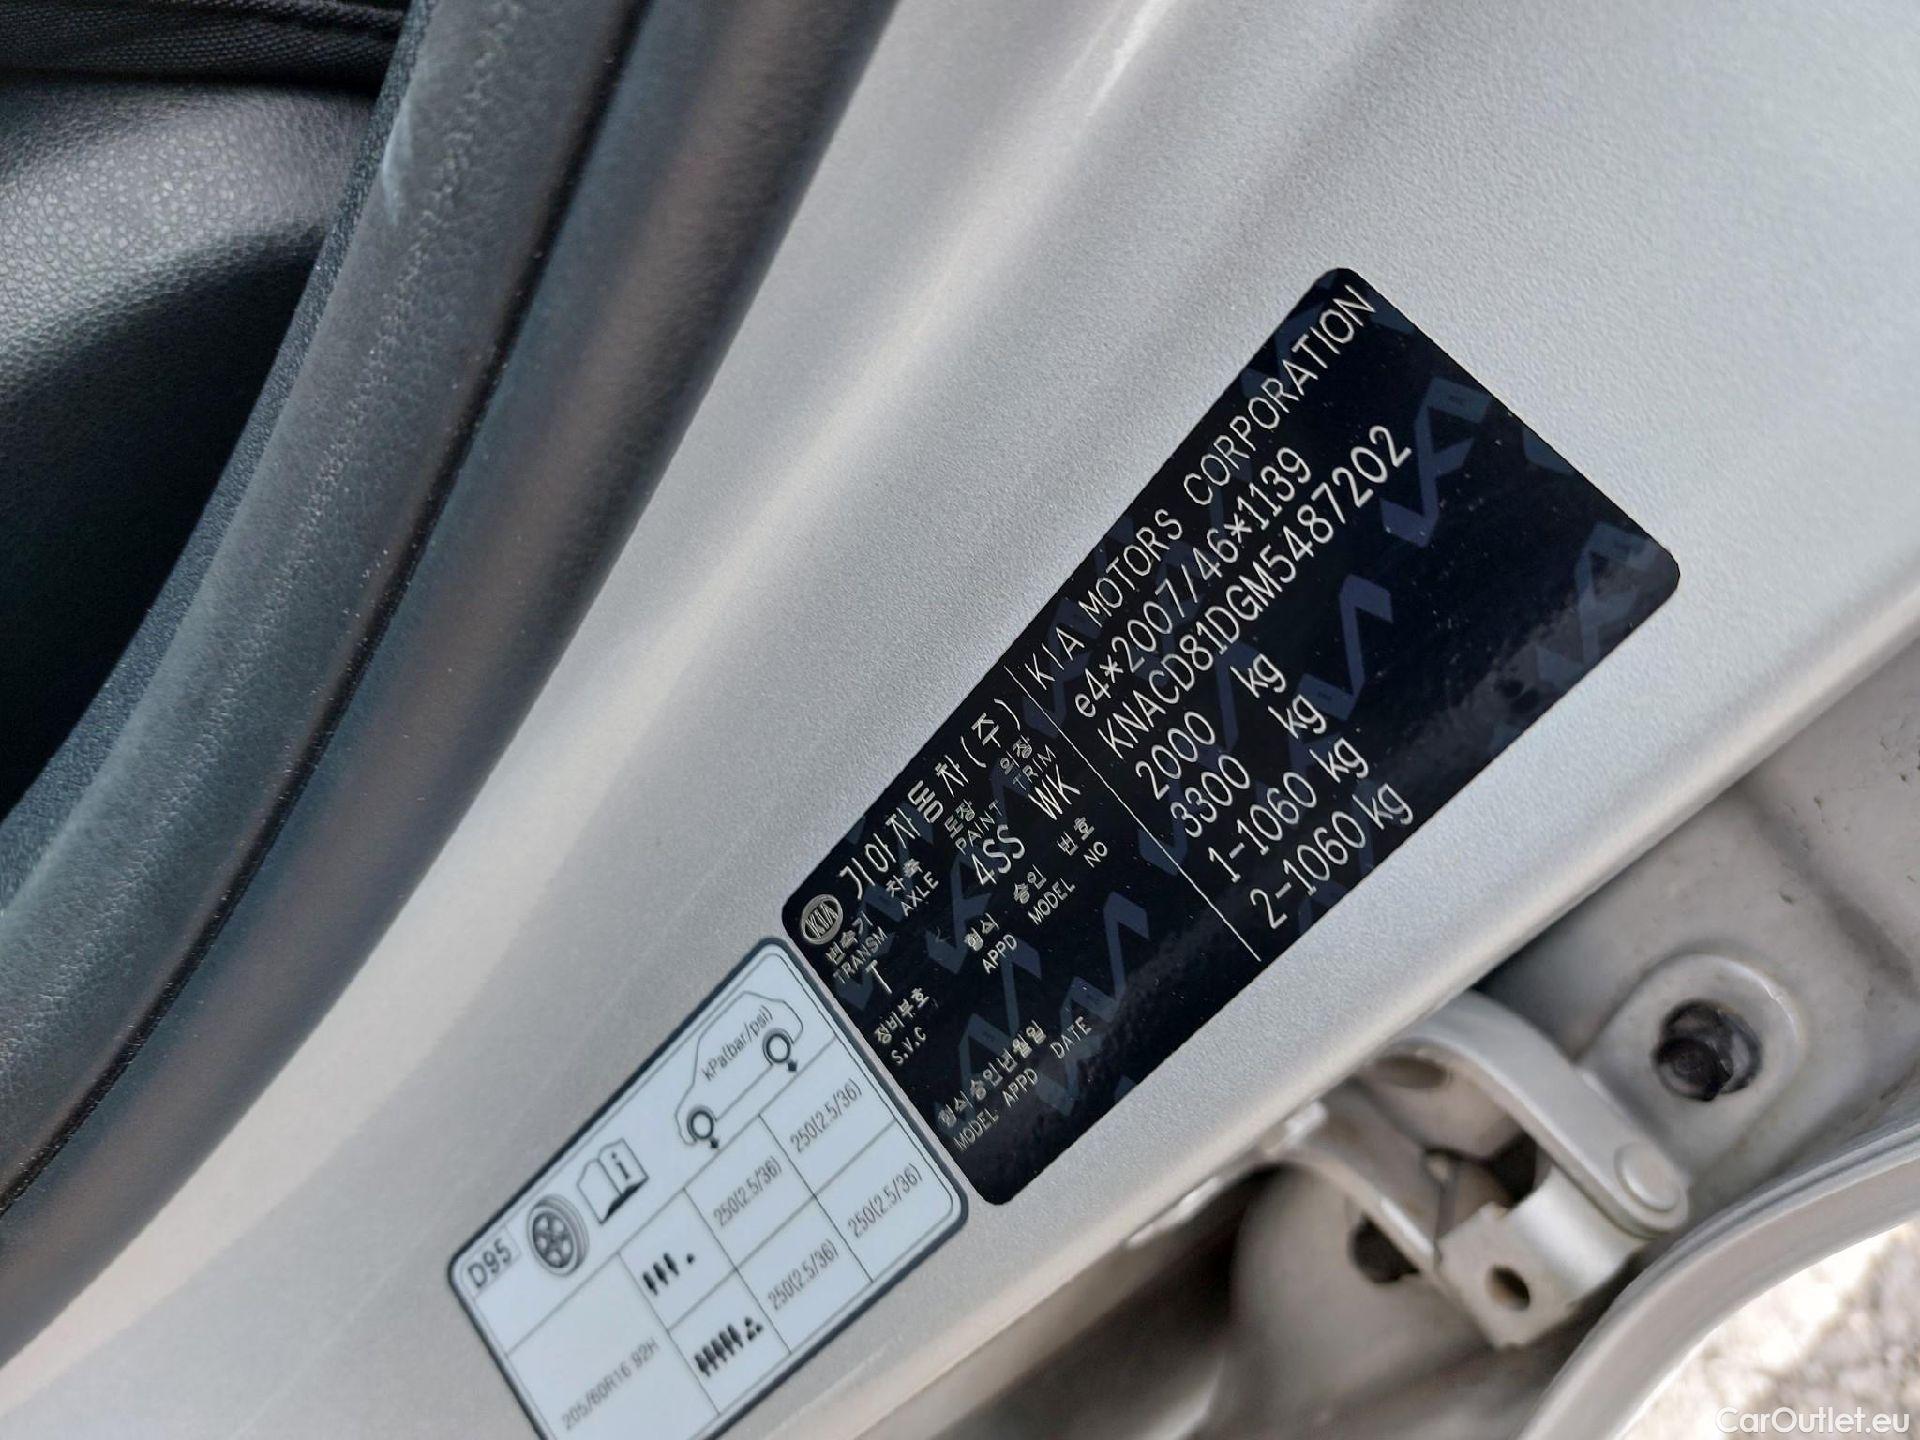 KIA 기아자동차(주) KIA MOTORS CORPORATION
변속기 차축 도장 의장
TRANSM AXLE PAINT TRIM
T 4SS WK
정비부호
S.V.C
형식 승인 번호
APPD MODEL NO
형식승인년월일
MODEL APPD DATE
e4*2007/46*1139
KNACD81DGM5487202
2000 kg
3300 kg
1-1060 kg
2-1060 kg
D95
i
kPa(bar/psi)
205/60R16 92H
250(2.5/36) 250(2.5/36)
250(2.5/36) 250(2.5/36)
CarOutlet.eu